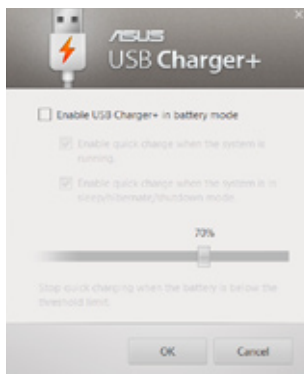 ASUS
USB Charger+
Enable USB Charger+ in battery mode
Enable quick charge when the system is
running.
Enable quick charge when the system is in
sleep/hibernate/shutdown mode.
70%
Stop quick charging when the battery is below the
threshold limit.
OK Cancel